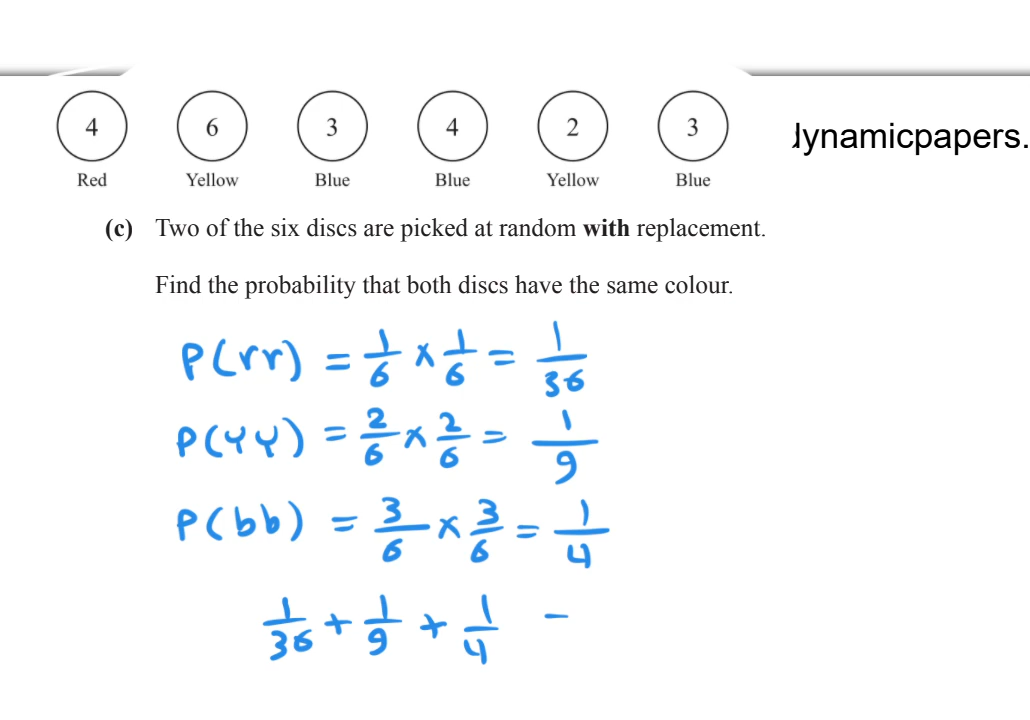 4 6 3 4 2 3
lynamicpapers.
Red Yellow Blue Blue Yellow Blue
(c) Two of the six discs are picked at random with replacement.
Find the probability that both discs have the same colour.
P(rr) = 1/6 x 1/6 = 1/36
P(YY) = 2/6 x 2/6 = 1/9
P(bb) = 3/6 x 3/6 = 1/4
1/36 + 1/9 + 1/4 -